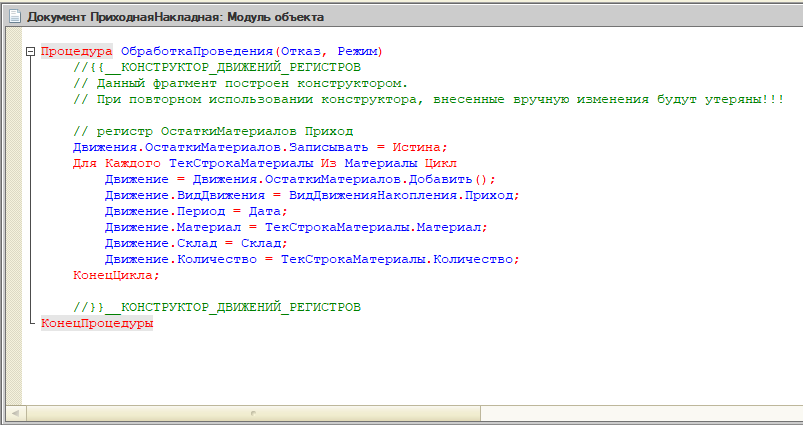 Документ ПриходнаяНакладная: Модуль объекта
Процедура ОбработкаПроведения(Отказ, Режим)
//{{__КОНСТРУКТОР_ДВИЖЕНИЙ_РЕГИСТРОВ
// Данный фрагмент построен конструктором.
// При повторном использовании конструктора, внесенные вручную изменения будут утеряны!!!
// регистр ОстаткиМатериалов Приход
Движения.ОстаткиМатериалов.Записывать = Истина;
Для Каждого ТекСтрокаМатериалы Из Материалы Цикл
Движение = Движения.ОстаткиМатериалов.Добавить();
Движение.ВидДвижения = ВидДвиженияНакопления.Приход;
Движение.Период = Дата;
Движение.Материал = ТекСтрокаМатериалы.Материал;
Движение.Склад = Склад;
Движение.Количество = ТекСтрокаМатериалы.Количество;
КонецЦикла;
//}}__КОНСТРУКТОР_ДВИЖЕНИЙ_РЕГИСТРОВ
КонецПроцедуры